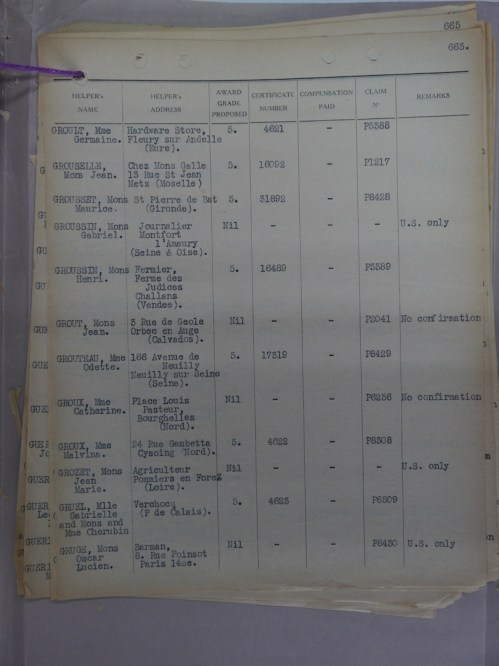 665
665.
HELPER's NAME HELPER's ADDRESS AWARD GRADE PROPOSED CERTIFICATE NUMBER COMPENSATION PAID CLAIM Nº REMARKS
GROULT, Mme Hardware Store, 5. 4621 - P5388
Germaine. Fleury sur Andelle
(Eure).
GROUSELLE, Chez Mons Galle 5. 16092 - P1217
Mons Jean. 13 Rue St Jean
Metz (Moselle)
GROUSSET, Mons St Pierre de Bat 5. 31892 - P6428
Maurice. (Gironde).
GROUSSIN, Mons Journalier Nil - - - U.S. only
Gabriel. Montfort
l'Amaury
(Seine & Oise).
GROUSSIN, Mons Fermier, 5. 16489 - P5389
Henri. Ferme des
Judices
Challans
(Vendee).
GROUT, Mons 3 Rue de Geole Nil - - P2041 No confirmation
Jean. Orbec en Auge
(Calvados).
GROUTEAU, Mme 166 Avenue de 5. 17319 - P6429
Odette. Neuilly
Neuilly sur Seine
(Seine).
GROUX, Mme Place Louis Nil - - P6236 No confirmation
Catherine. Pasteur,
Bourghelles
(Nord).
GROUX, Mme 24 Rue Gambetta 5. 4622 - P6308
Malvina. Cysoing (Nord).
GROZET, Mons Agriculteur Nil - - - U.S. only
Jean Pommiers en Forez
Marie. (Loire).
GRUEL, Mlle Verchocq 5. 4623 - P6309
Gabrielle (P de Calais).
and Mons and
Mme Cherubin
GRUGE, Mons Barman, Nil - - P6430 U.S. only
Oscar 8. Rue Poinsot
Lucien. Paris 14me.